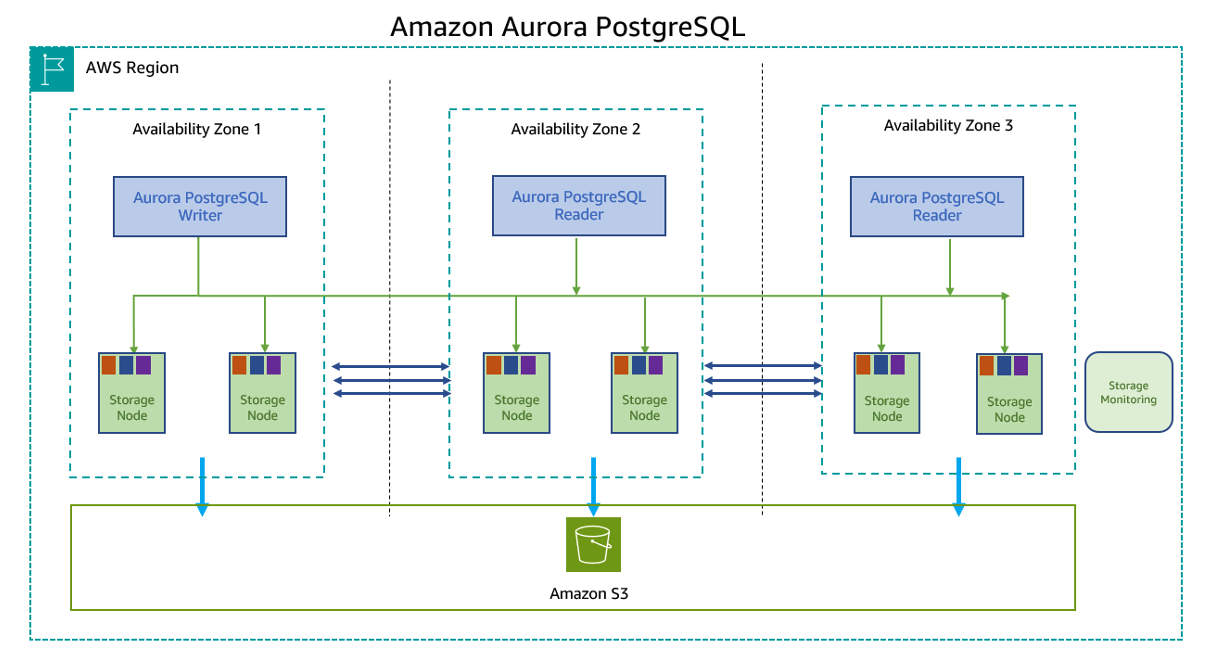 Amazon Aurora PostgreSQL
AWS Region
Availability Zone 1
Availability Zone 2
Availability Zone 3
Aurora PostgreSQL
Writer
Aurora PostgreSQL
Reader
Aurora PostgreSQL
Reader
Storage
Node
Storage
Node
Storage
Node
Storage
Node
Storage
Node
Storage
Node
Storage
Monitoring
Amazon S3